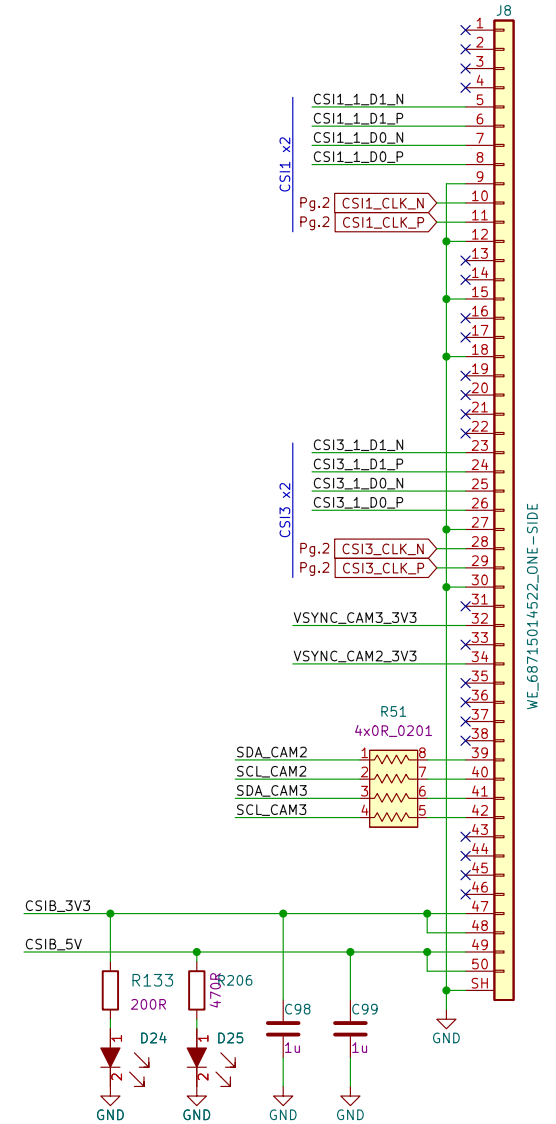 J8
1
2
3
4
CSI1_1_D1_N 5
CSI1_1_D1_P 6
CSI1_1_D0_N 7
CSI1_1_D0_P 8
CSI1 x2
9
Pg.2 CSI1_CLK_N 10
Pg.2 CSI1_CLK_P 11
12
13
14
15
16
17
18
19
20
21
22
CSI3_1_D1_N 23
CSI3_1_D1_P 24
CSI3_1_D0_N 25
CSI3_1_D0_P 26
CSI3 x2
27
Pg.2 CSI3_CLK_N 28
Pg.2 CSI3_CLK_P 29
30
31
VSYNC_CAM3_3V3 32
33
VSYNC_CAM2_3V3 34
35
36
37
38
WE_68715014522_ONE-SIDE
R51
4x0R_0201
SDA_CAM2 1 8 39
SCL_CAM2 2 7 40
SDA_CAM3 3 6 41
SCL_CAM3 4 5 42
43
44
45
46
CSIB_3V3 47
48
CSIB_5V 49
50
SH
R133
200R
R206
470R
C98
1u
C99
1u
D24
1
2
D25
1
2
GND
GND
GND
GND
GND